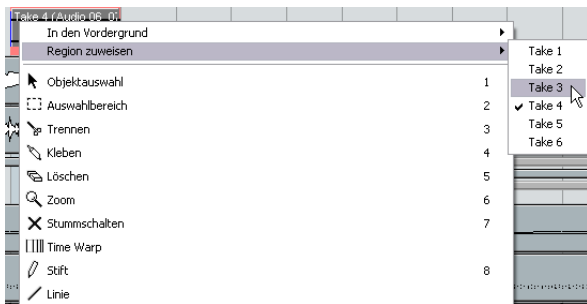 Take 4 (Audio 06_07
In den Vordergrund
Region zuweisen
Take 1
Take 2
Take 3
Take 4
Take 5
Take 6
Objektauswahl 1
Auswahlbereich 2
Trennen 3
Kleben 4
Löschen 5
Zoom 6
Stummschalten 7
Time Warp
Stift 8
Linie